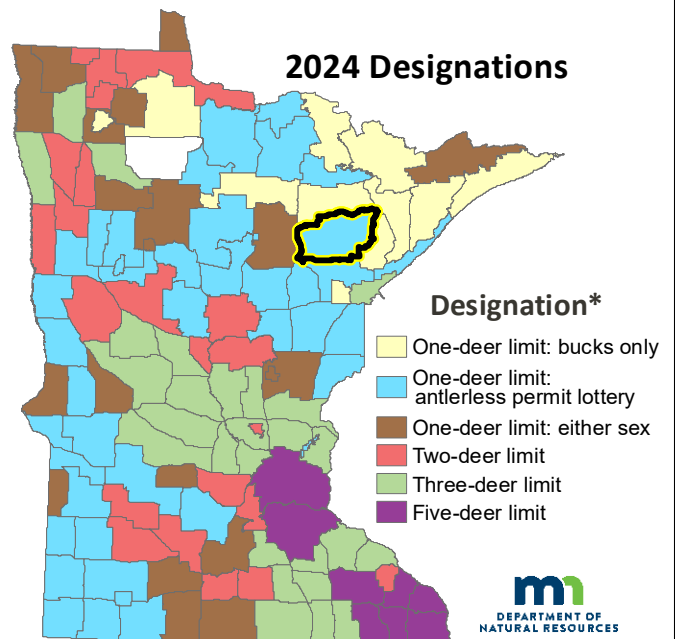 2024 Designations
Designation*
One-deer limit: bucks only
One-deer limit:
antlerless permit lottery
One-deer limit: either sex
Two-deer limit
Three-deer limit
Five-deer limit
mn
DEPARTMENT OF
NATURAL RESOURCES